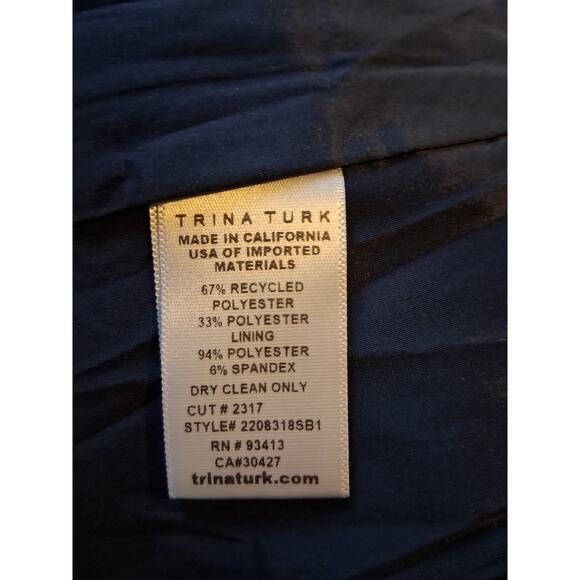 TRINA TURK
MADE IN CALIFORNIA
USA OF IMPORTED
MATERIALS
67% RECYCLED
POLYESTER
33% POLYESTER
LINING
94% POLYESTER
6% SPANDEX
DRY CLEAN ONLY
CUT # 2317
STYLE# 2208318SB1
RN # 93413
CA#30427
trinaturk.com